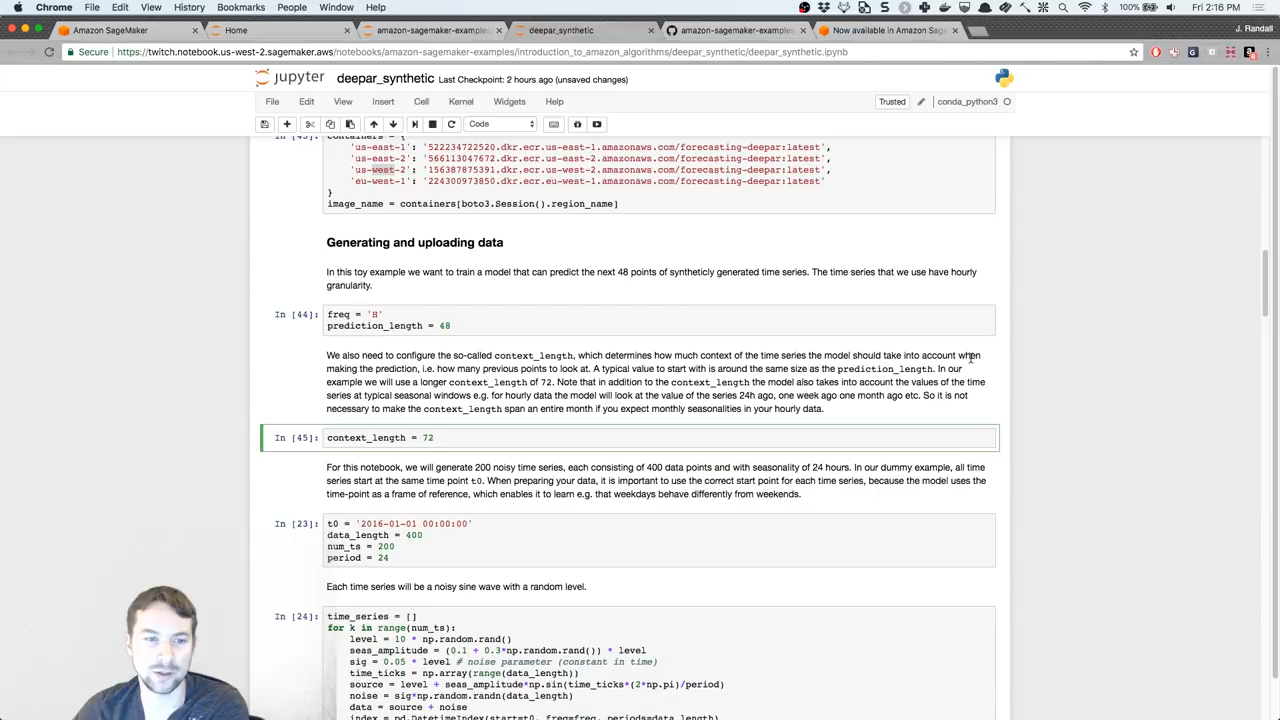 Chrome File Edit View History Bookmarks People Window Help 100% Fri 2:16 PM J. Randall
Amazon SageMaker Home amazon-sagemaker-examples deepar_synthetic amazon-sagemaker-examples Now available in Amazon Sage
Secure https://twitch.notebook.us-west-2.sagemaker.aws/notebooks/amazon-sagemaker-examples/introduction_to_amazon_algorithms/deepar_synthetic/deepar_synthetic.ipynb
jupyter deepar_synthetic Last Checkpoint: 2 hours ago (unsaved changes)
File Edit View Insert Cell Kernel Widgets Help Trusted conda_python3
Code
In [43]: containers = {
'us-east-1': '522234722520.dkr.ecr.us-east-1.amazonaws.com/forecasting-deepar:latest',
'us-east-2': '566113047672.dkr.ecr.us-east-2.amazonaws.com/forecasting-deepar:latest',
'us-west-2': '156387875391.dkr.ecr.us-west-2.amazonaws.com/forecasting-deepar:latest',
'eu-west-1': '224300973850.dkr.ecr.eu-west-1.amazonaws.com/forecasting-deepar:latest'
}
image_name = containers[boto3.Session().region_name]
Generating and uploading data
In this toy example we want to train a model that can predict the next 48 points of syntheticly generated time series. The time series that we use have hourly
granularity.
In [44]: freq = 'H'
prediction_length = 48
We also need to configure the so-called context_length, which determines how much context of the time series the model should take into account when
making the prediction, i.e. how many previous points to look at. A typical value to start with is around the same size as the prediction_length. In our
example we will use a longer context_length of 72. Note that in addition to the context_length the model also takes into account the values of the time
series at typical seasonal windows e.g. for hourly data the model will look at the value of the series 24h ago, one week ago one month ago etc. So it is not
necessary to make the context_length span an entire month if you expect monthly seasonalities in your hourly data.
In [45]: context_length = 72
For this notebook, we will generate 200 noisy time series, each consisting of 400 data points and with seasonality of 24 hours. In our dummy example, all time
series start at the same time point t0. When preparing your data, it is important to use the correct start point for each time series, because the model uses the
time-point as a frame of reference, which enables it to learn e.g. that weekdays behave differently from weekends.
In [23]: t0 = '2016-01-01 00:00:00'
data_length = 400
num_ts = 200
period = 24
Each time series will be a noisy sine wave with a random level.
In [24]: time_series = []
for k in range(num_ts):
level = 10 * np.random.rand()
seas_amplitude = (0.1 + 0.3*np.random.rand()) * level
sig = 0.05 * level # noise parameter (constant in time)
time_ticks = np.array(range(data_length))
source = level + seas_amplitude*np.sin(time_ticks*(2*np.pi)/period)
noise = sig*np.random.randn(data_length)
data = source + noise
index = pd.DatetimeIndex(start=t0, freq=freq, periods=data_length)